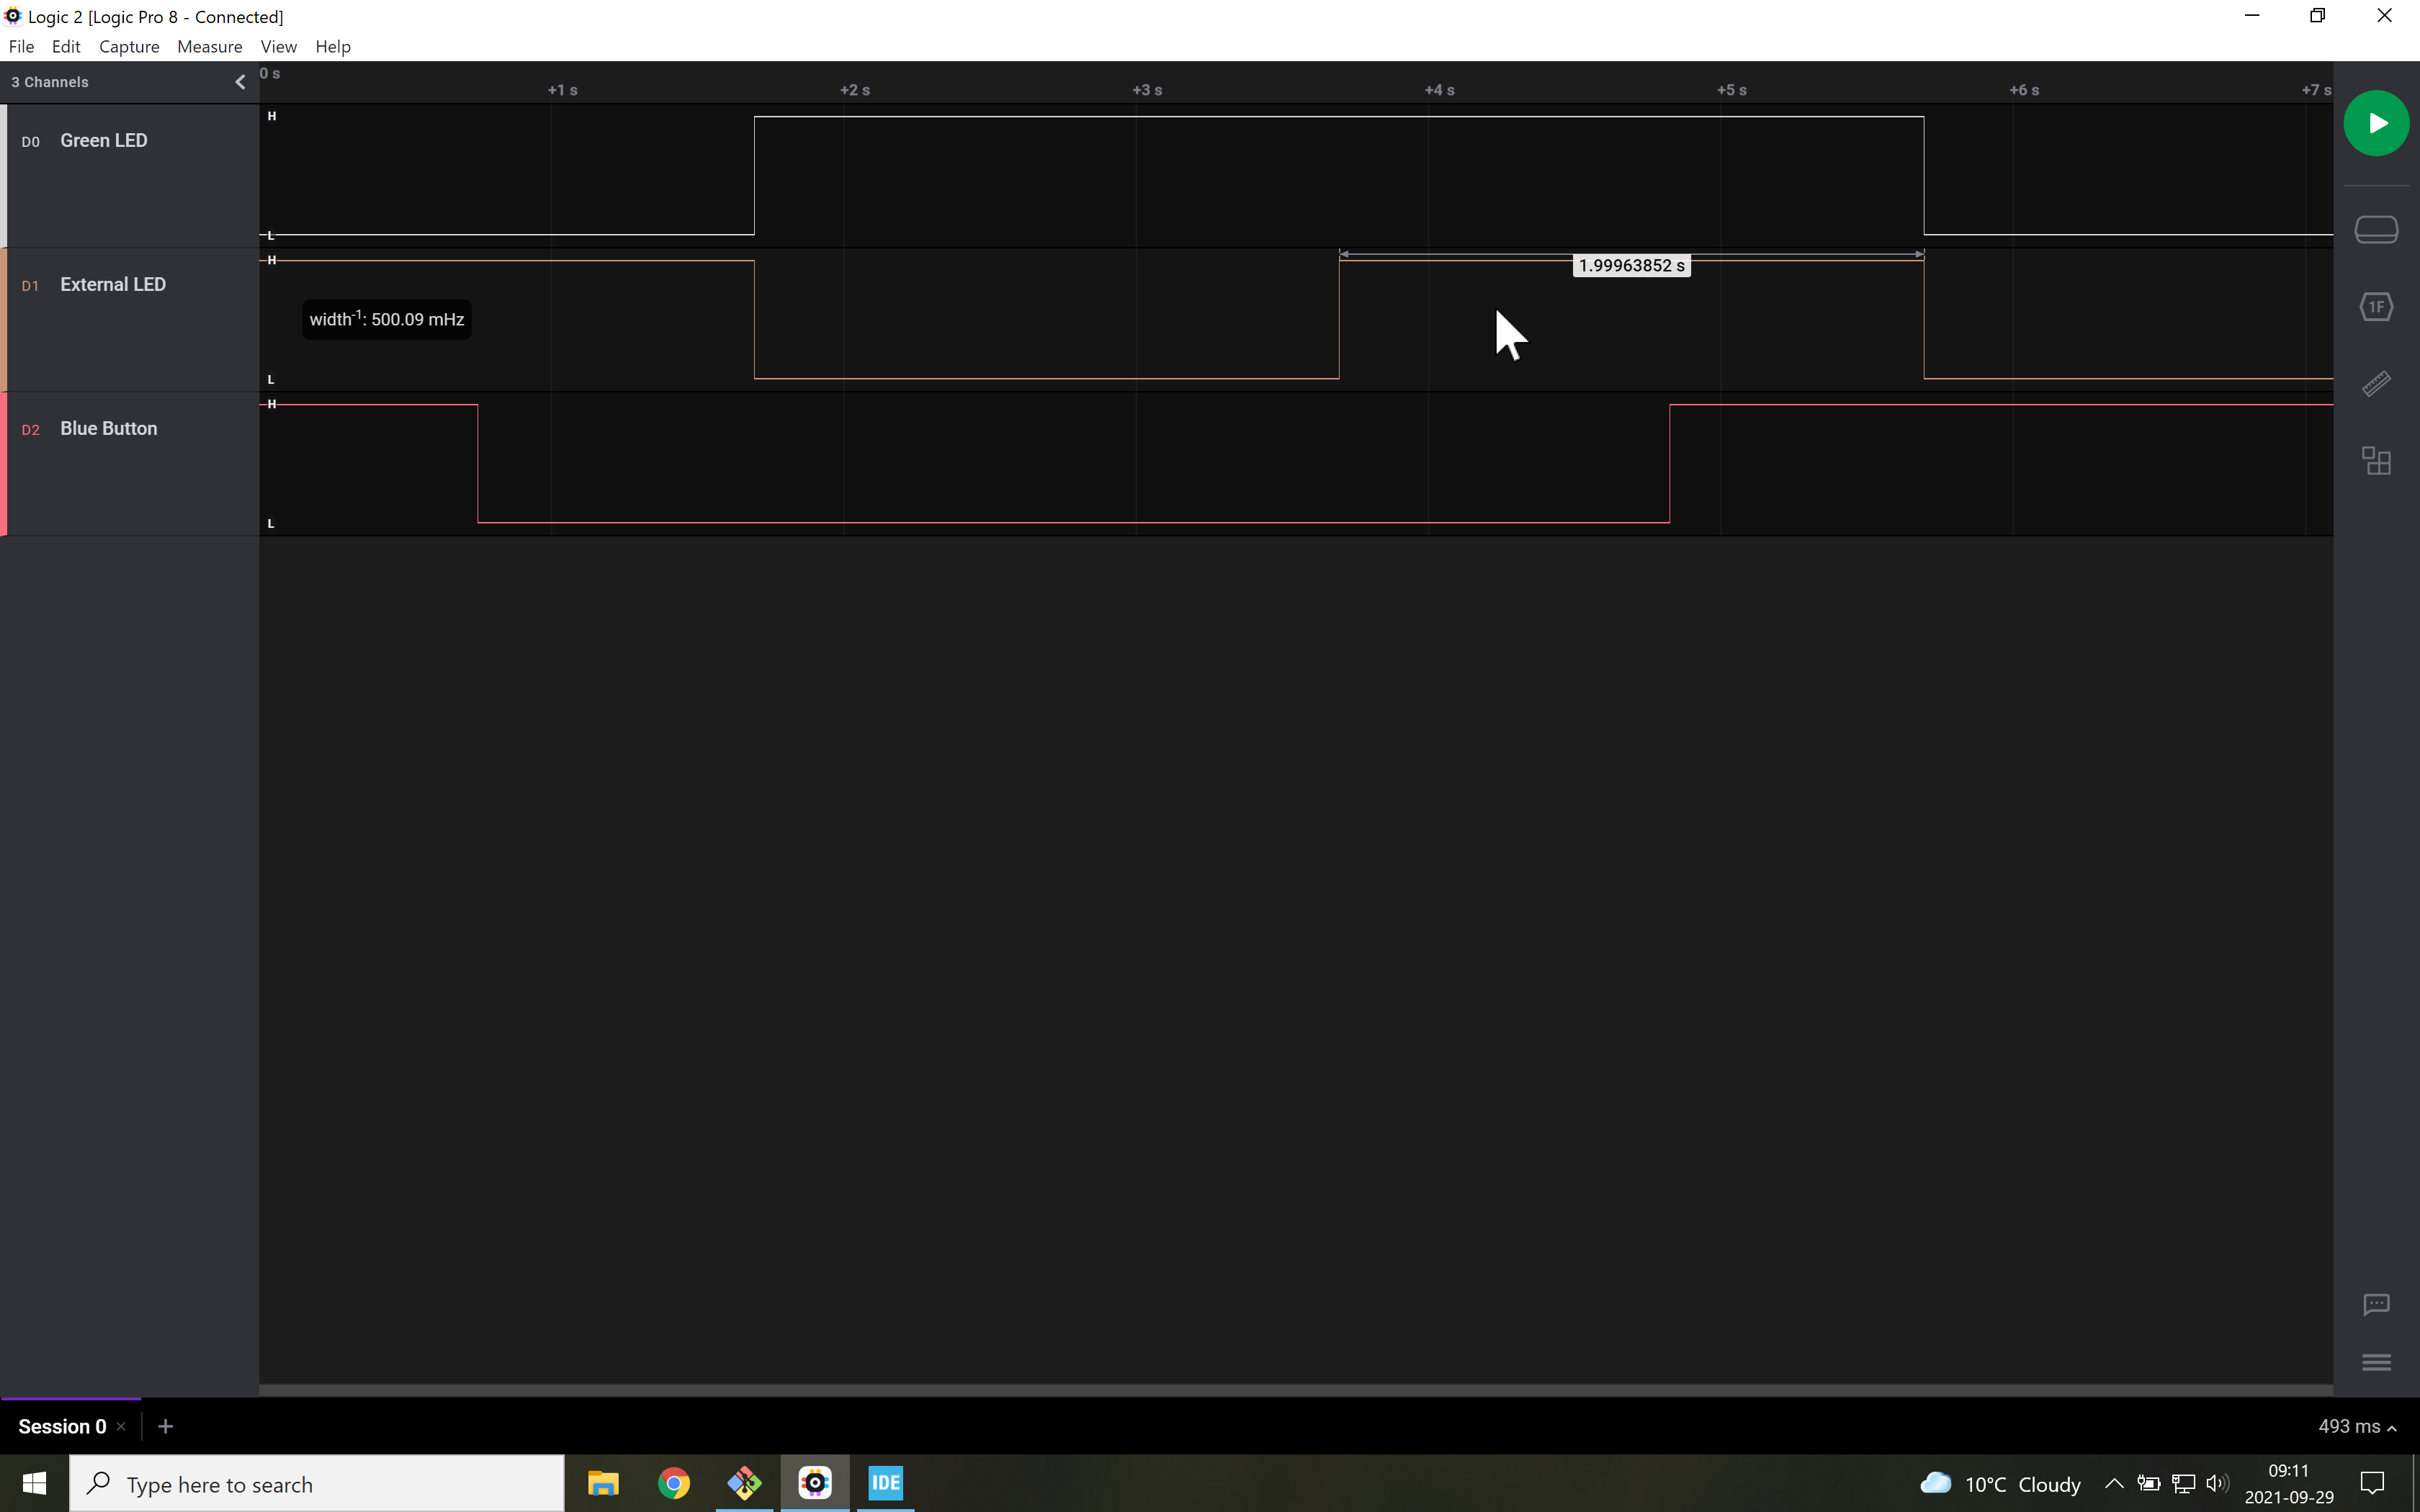 Logic 2 [Logic Pro 8 - Connected]
File Edit Capture Measure View Help
3 Channels
0 s
+1 s +2 s +3 s +4 s +5 s +6 s +7 s
D0 Green LED
H
L
D1 External LED
H
1.99963852 s
width-1: 500.09 mHz
L
1F
D2 Blue Button
H
L
Session 0
493 ms
Type here to search
IDE
10°C Cloudy
09:11
2021-09-29